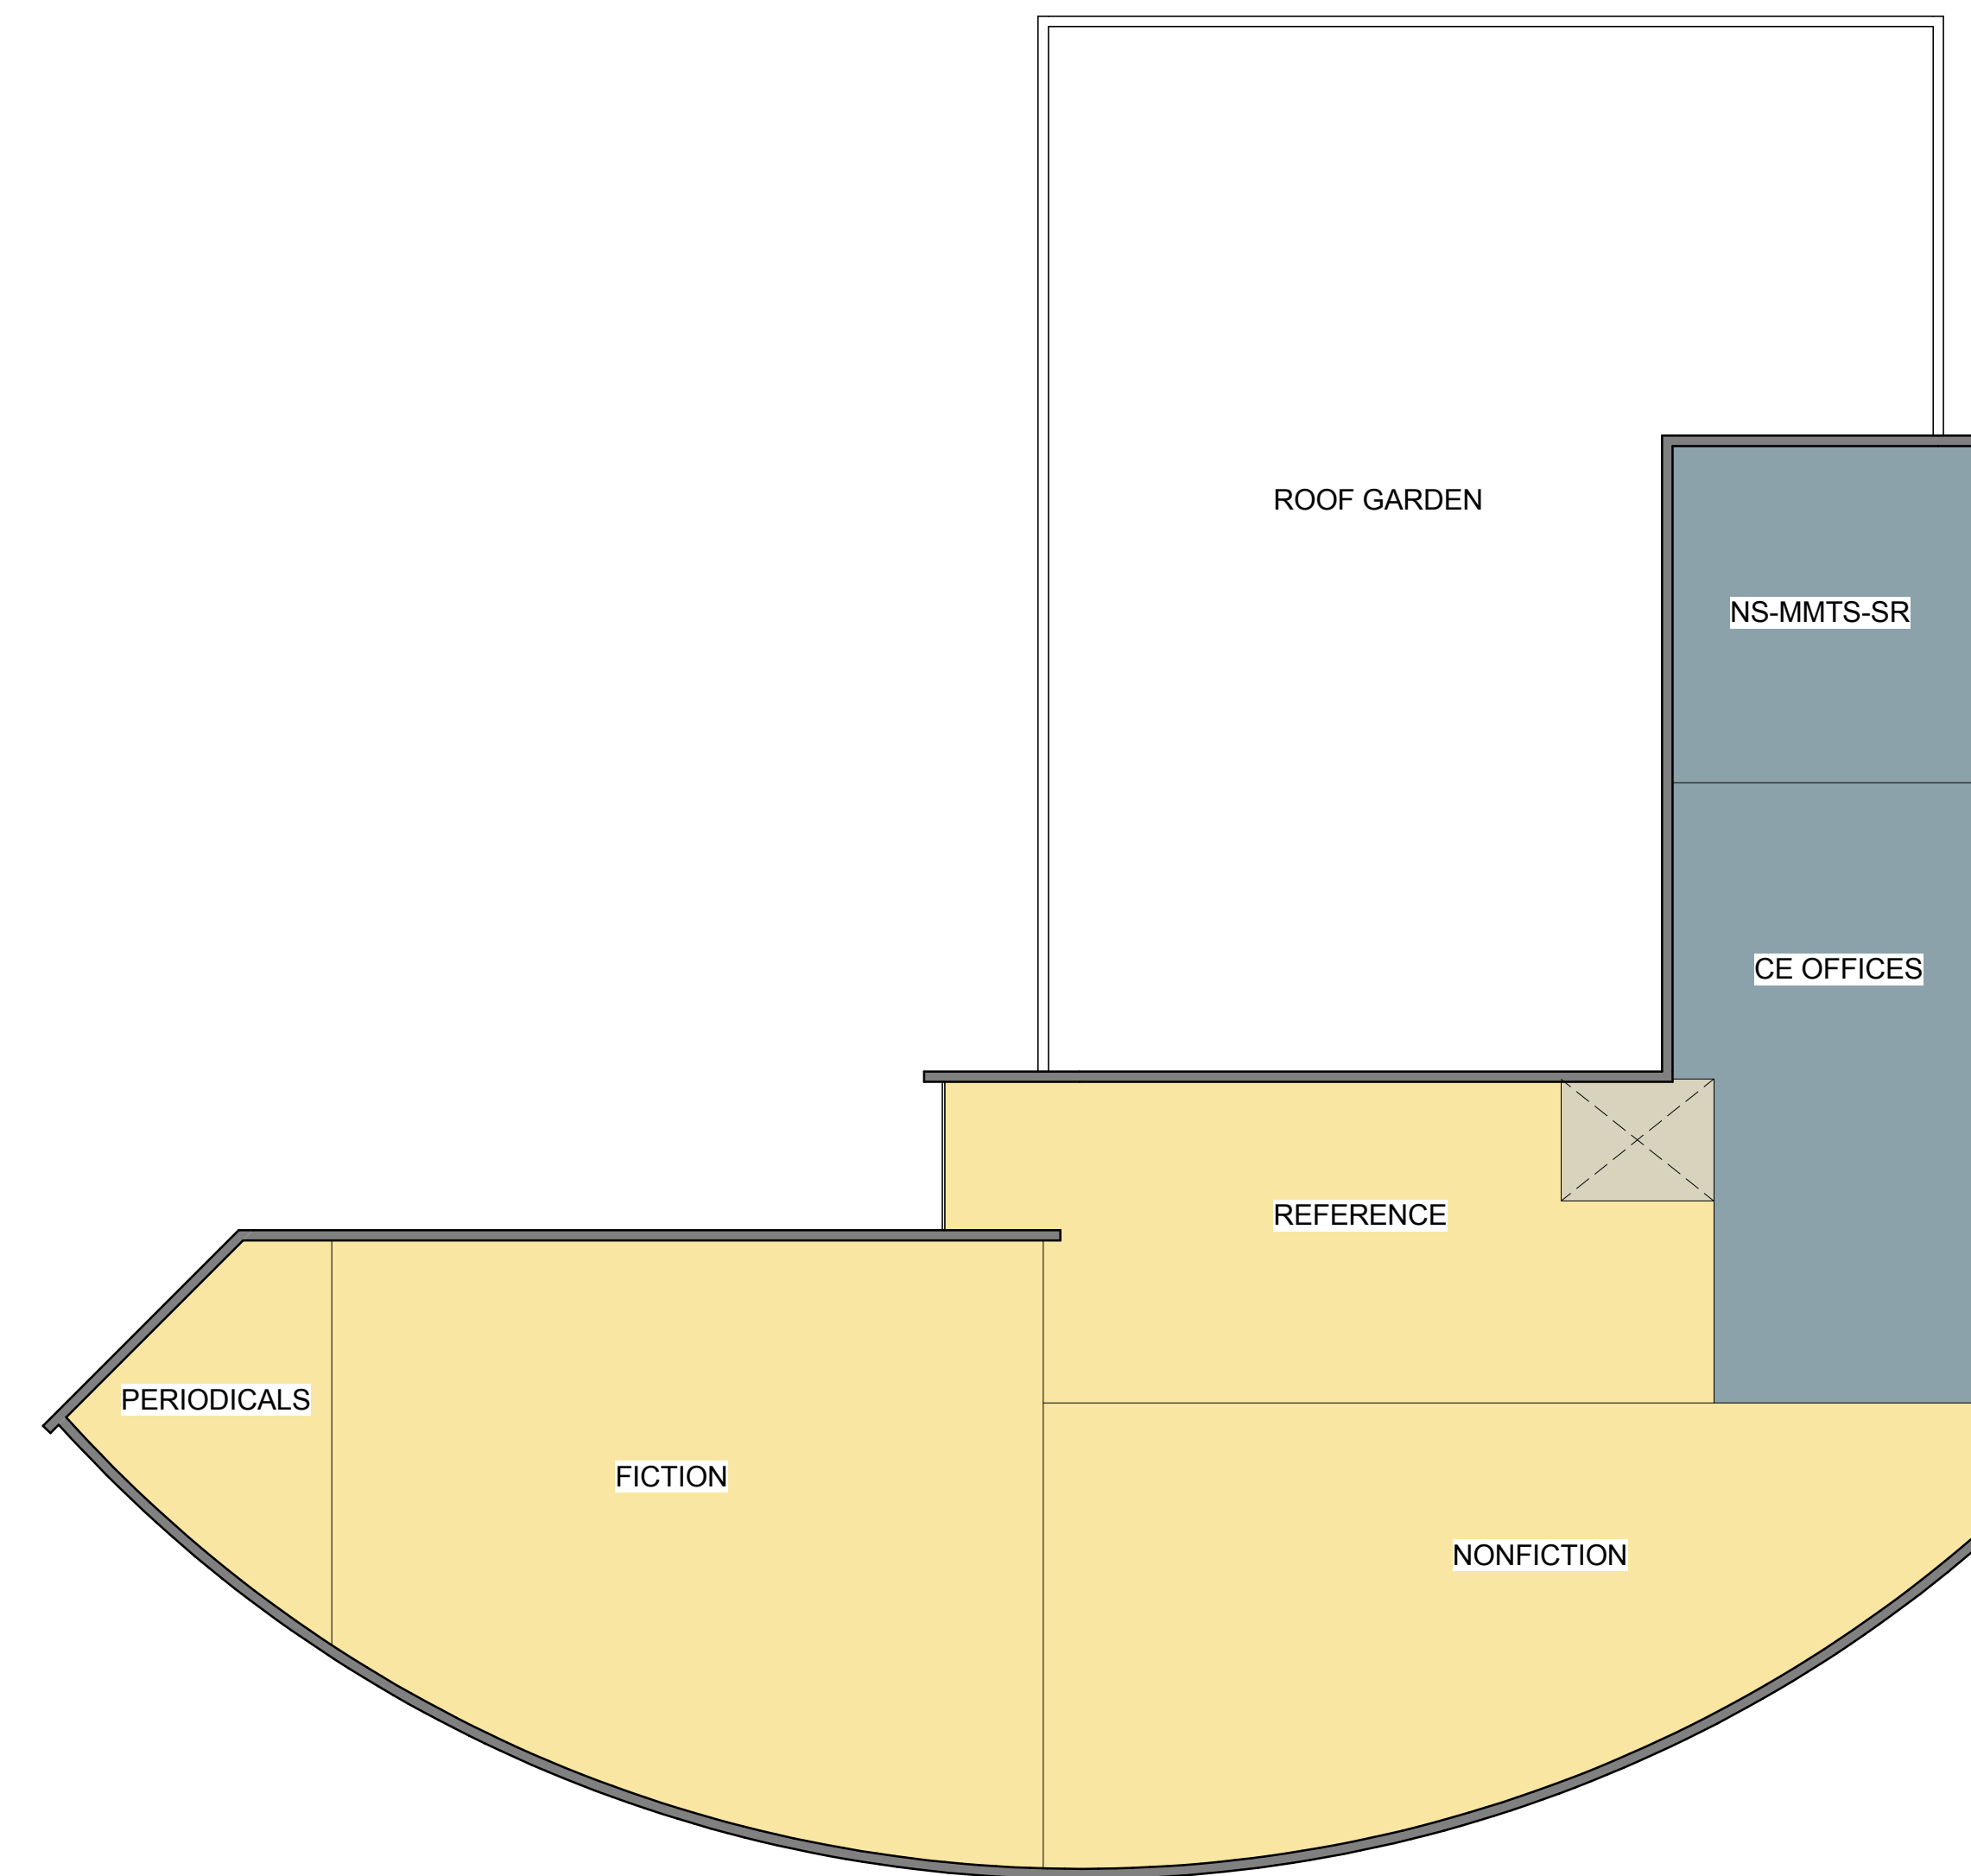 ROOF GARDEN
NS-MMTS-SR
CE OFFICES
REFERENCE
PERIODICALS
FICTION
NONFICTION